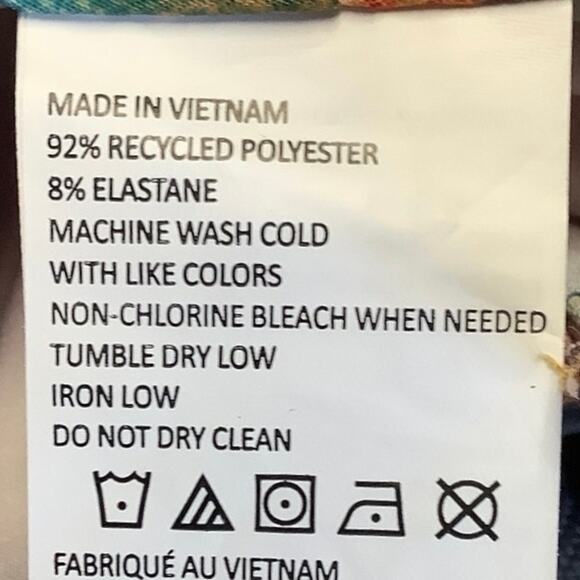 MADE IN VIETNAM
92% RECYCLED POLYESTER
8% ELASTANE
MACHINE WASH COLD
WITH LIKE COLORS
NON-CHLORINE BLEACH WHEN NEEDED
TUMBLE DRY LOW
IRON LOW
DO NOT DRY CLEAN
FABRIQUÉ AU VIETNAM